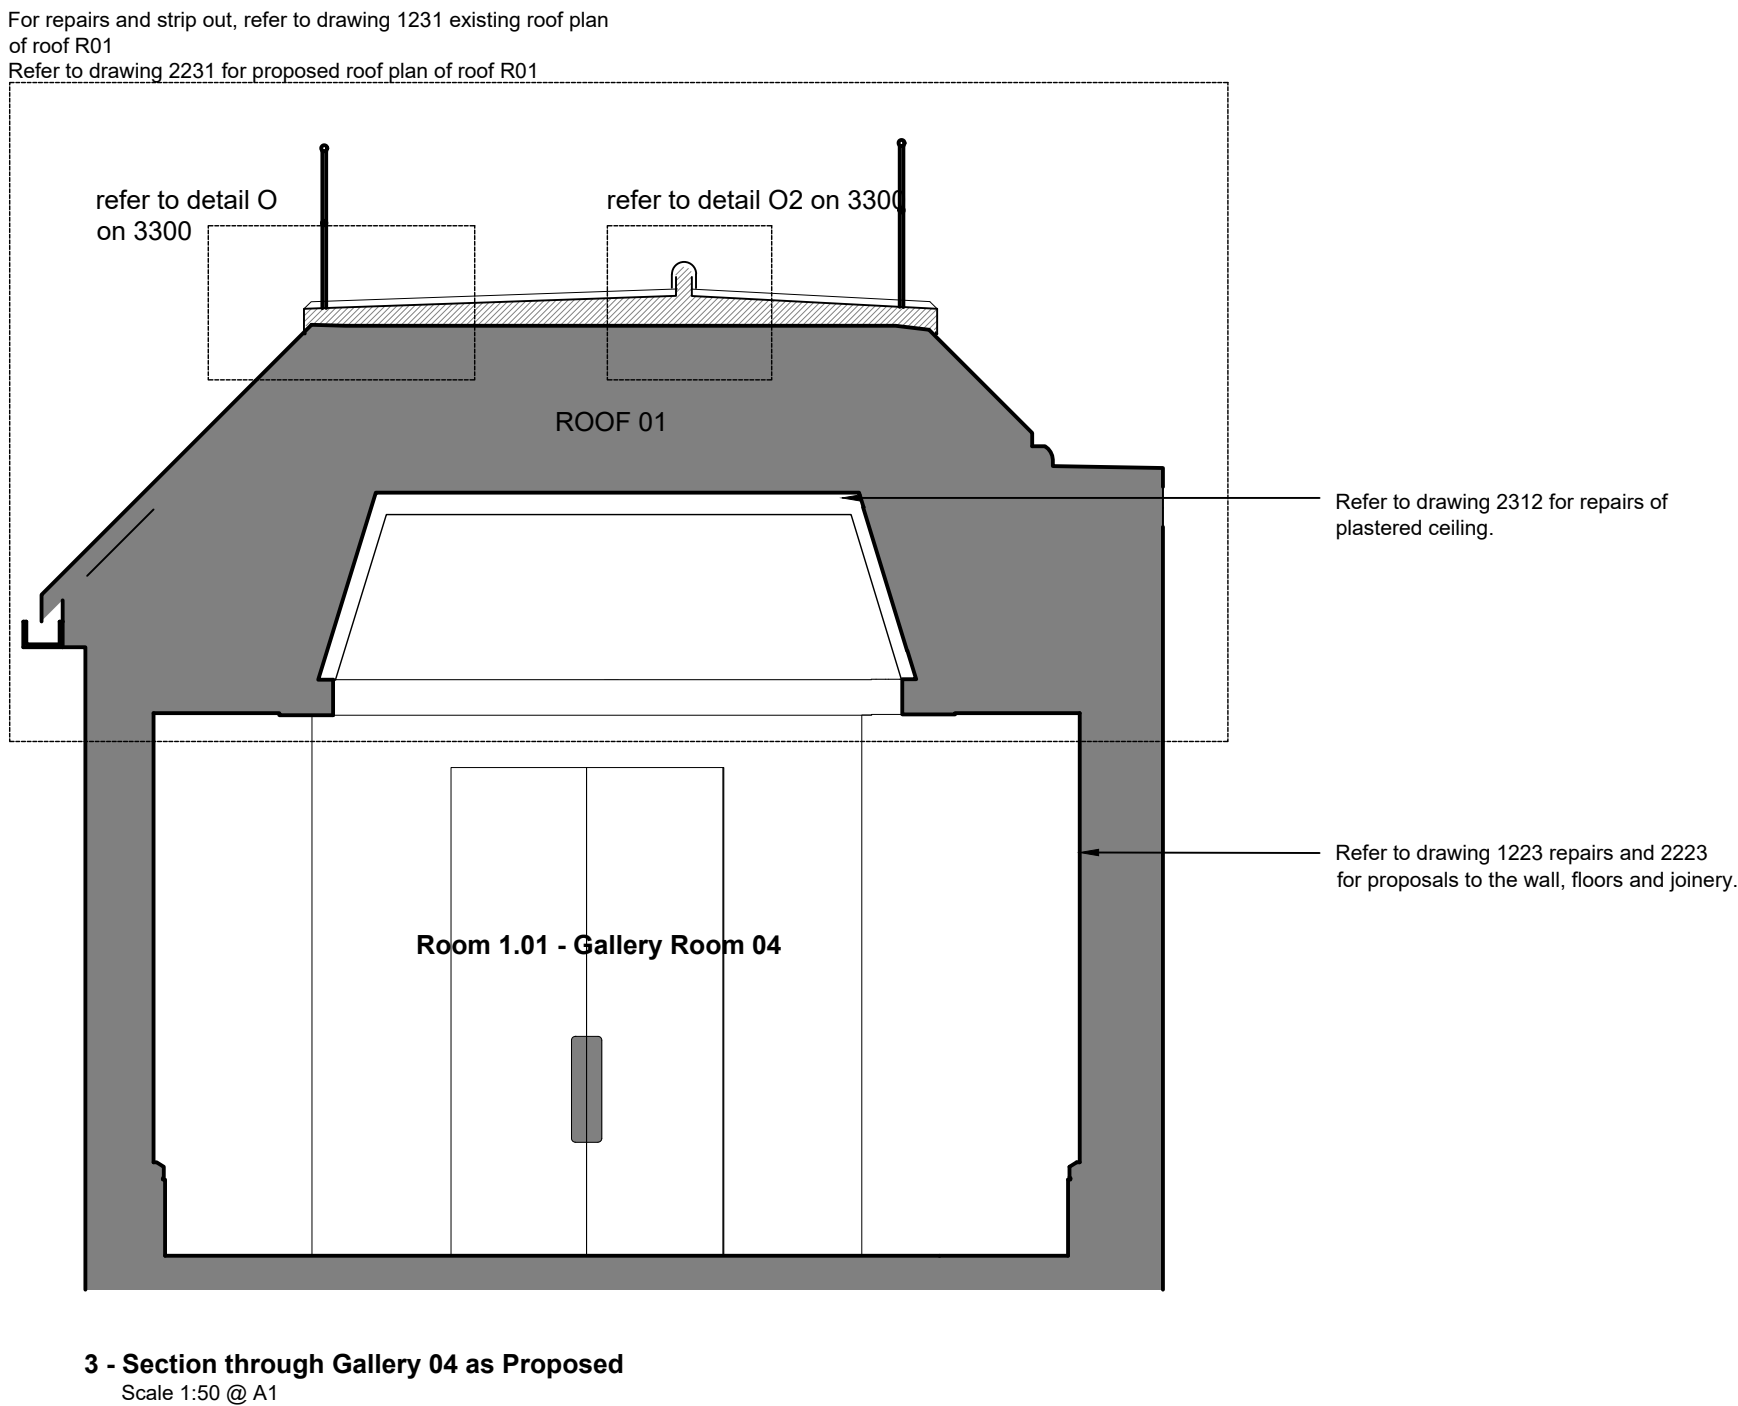 For repairs and strip out, refer to drawing 1231 existing roof plan
of roof R01
Refer to drawing 2231 for proposed roof plan of roof R01
refer to detail O
on 3300
refer to detail O2 on 3300
ROOF 01
Refer to drawing 2312 for repairs of
plastered ceiling.
Refer to drawing 1223 repairs and 2223
for proposals to the wall, floors and joinery.
Room 1.01 - Gallery Room 04
3 - Section through Gallery 04 as Proposed
Scale 1:50 @ A1